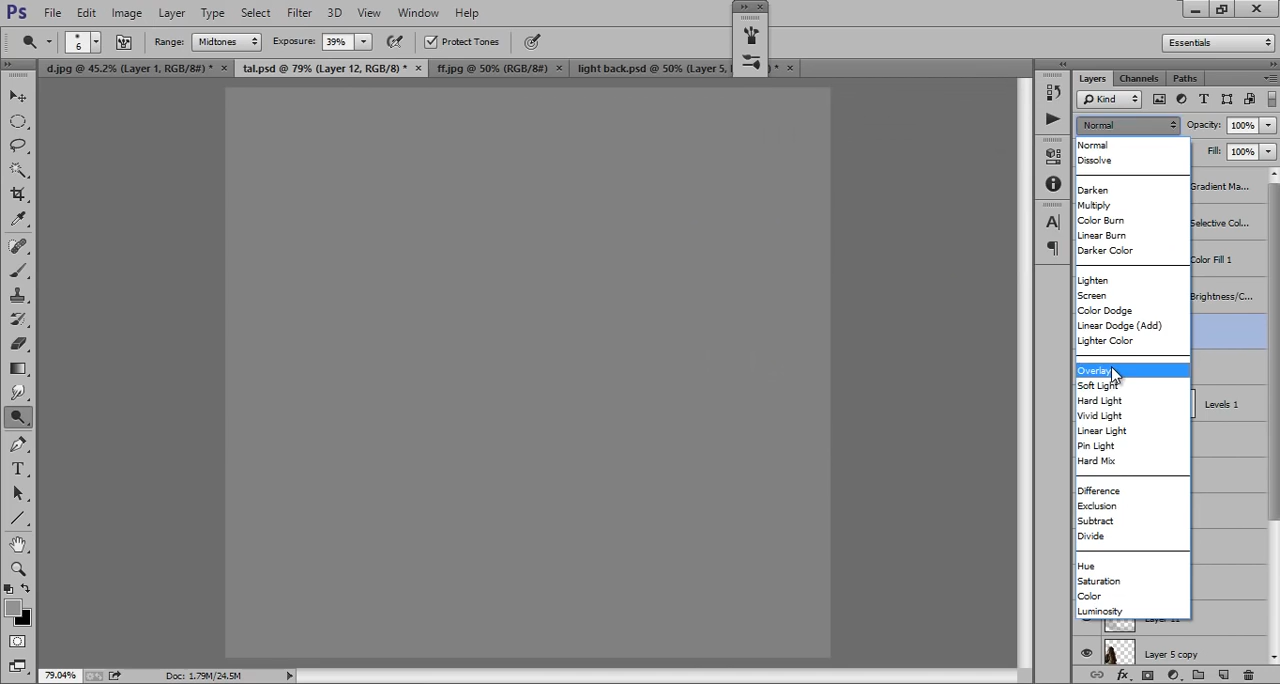 Ps File Edit Image Layer Type Select Filter 3D View Window Help
6 Range: Midtones Exposure: 39% Protect Tones Essentials
d.jpg @ 45.2% (Layer 1, RGB/8#) * × tal.psd @ 79% (Layer 12, RGB/8) * × ff.jpg @ 50% (RGB/8#) × light back.psd @ 50% (Layer 5, * ×
Layers Channels Paths
Kind
Normal Opacity: 100%
Fill: 100%
Normal
Dissolve
Darken
Multiply
Color Burn
Linear Burn
Darker Color
Lighten
Screen
Color Dodge
Linear Dodge (Add)
Lighter Color
Overlay
Soft Light
Hard Light
Vivid Light
Linear Light
Pin Light
Hard Mix
Difference
Exclusion
Subtract
Divide
Hue
Saturation
Color
Luminosity
Gradient Ma...
Selective Col...
Color Fill 1
Brightness/C...
Levels 1
Layer 5 copy
79.04% Doc: 1.79M/24.5M
fx